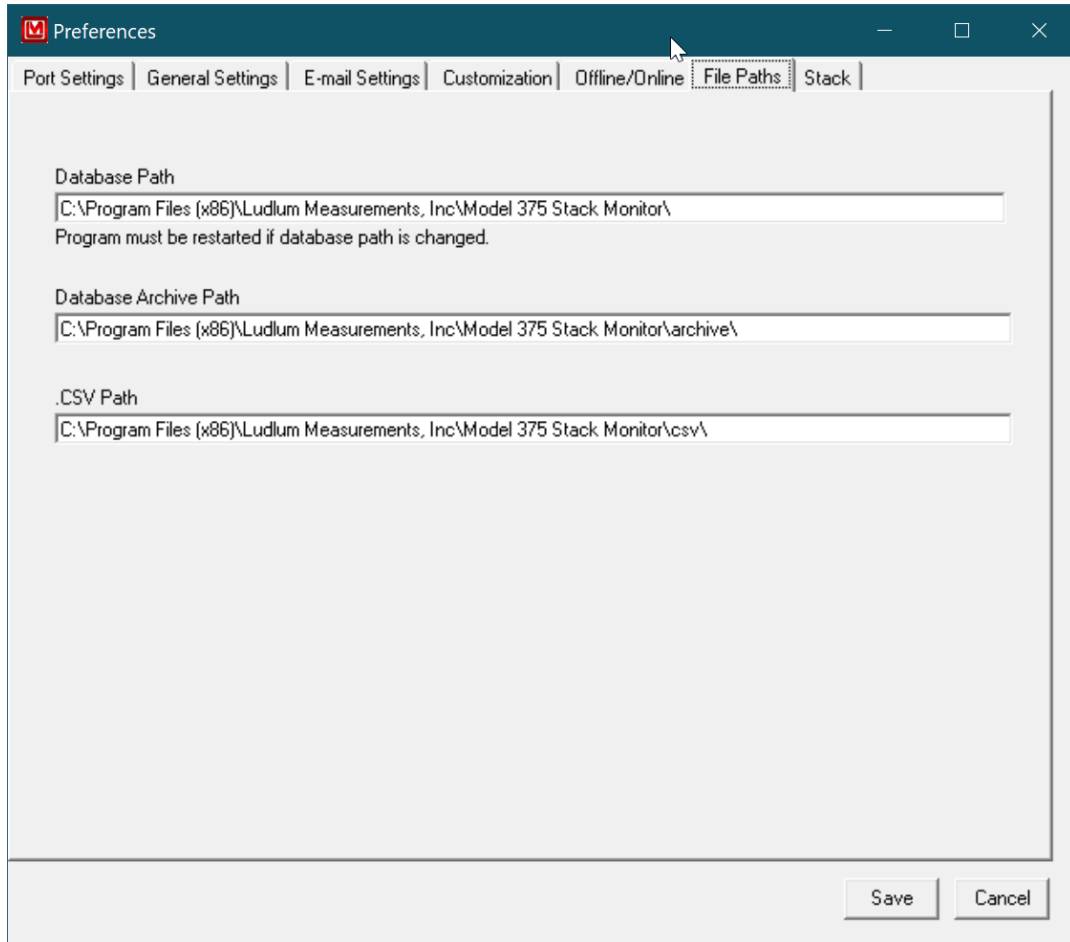 Preferences
Port Settings General Settings E-mail Settings Customization Offline/Online File Paths Stack
Database Path
C:\Program Files (x86)\Ludlum Measurements, Inc\Model 375 Stack Monitor\
Program must be restarted if database path is changed.
Database Archive Path
C:\Program Files (x86)\Ludlum Measurements, Inc\Model 375 Stack Monitor\archive\
.CSV Path
C:\Program Files (x86)\Ludlum Measurements, Inc\Model 375 Stack Monitor\csv\
Save Cancel